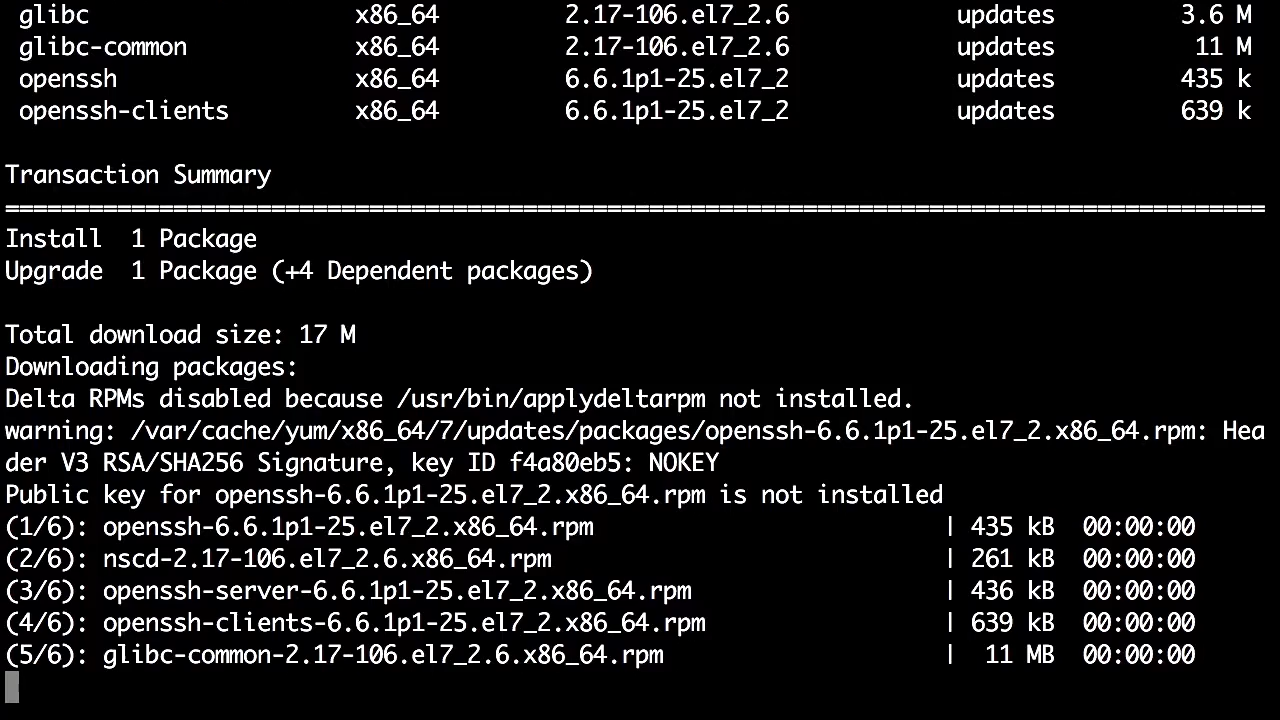 glibc x86_64 2.17-106.el7_2.6 updates 3.6 M
glibc-common x86_64 2.17-106.el7_2.6 updates 11 M
openssh x86_64 6.6.1p1-25.el7_2 updates 435 k
openssh-clients x86_64 6.6.1p1-25.el7_2 updates 639 k
Transaction Summary
================================================================================
Install 1 Package
Upgrade 1 Package (+4 Dependent packages)
Total download size: 17 M
Downloading packages:
Delta RPMs disabled because /usr/bin/applydeltarpm not installed.
warning: /var/cache/yum/x86_64/7/updates/packages/openssh-6.6.1p1-25.el7_2.x86_64.rpm: Hea
der V3 RSA/SHA256 Signature, key ID f4a80eb5: NOKEY
Public key for openssh-6.6.1p1-25.el7_2.x86_64.rpm is not installed
(1/6): openssh-6.6.1p1-25.el7_2.x86_64.rpm | 435 kB 00:00:00
(2/6): nscd-2.17-106.el7_2.6.x86_64.rpm | 261 kB 00:00:00
(3/6): openssh-server-6.6.1p1-25.el7_2.x86_64.rpm | 436 kB 00:00:00
(4/6): openssh-clients-6.6.1p1-25.el7_2.x86_64.rpm | 639 kB 00:00:00
(5/6): glibc-common-2.17-106.el7_2.6.x86_64.rpm | 11 MB 00:00:00